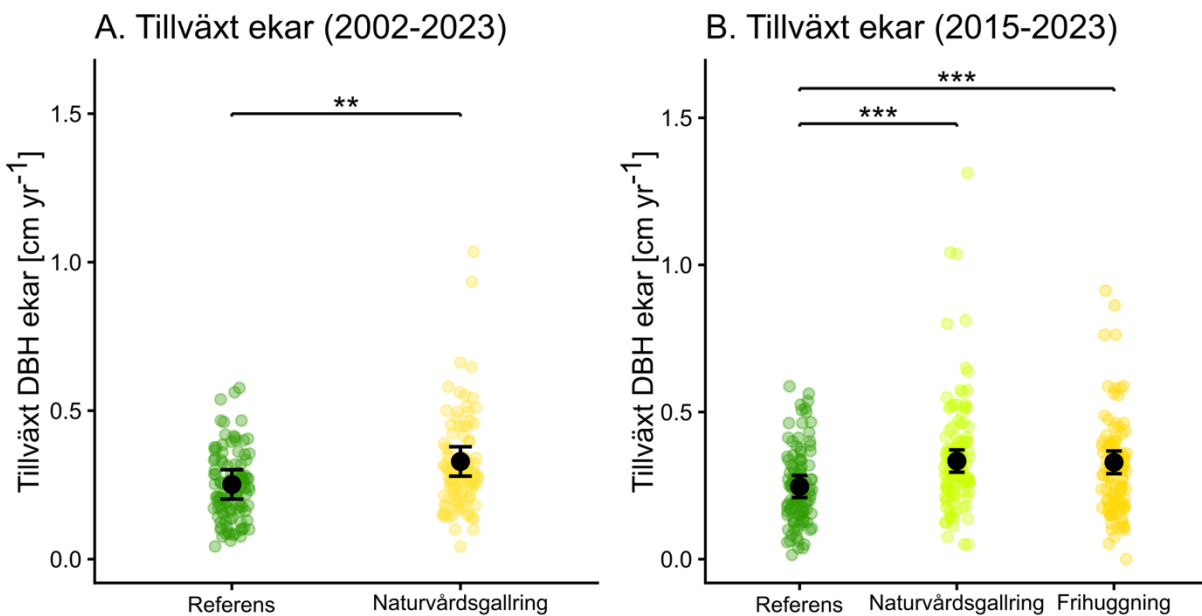 A. Tillväxt ekar (2002-2023)
Tillväxt DBH ekar [cm yr⁻¹]
1.5
1.0
0.5
0.0
**
Referens
Naturvårdsgallring
B. Tillväxt ekar (2015-2023)
Tillväxt DBH ekar [cm yr⁻¹]
1.5
1.0
0.5
0.0
***
***
Referens
Naturvårdsgallring
Frihuggning